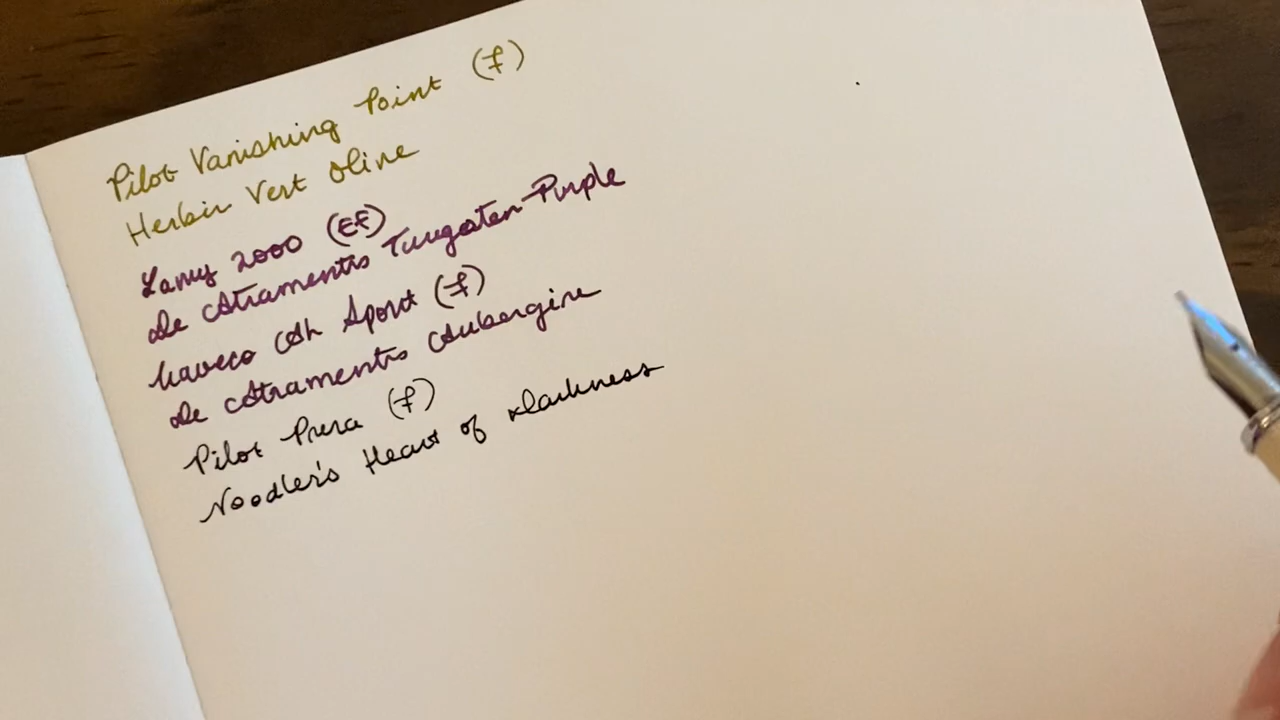 Pilot Vanishing Point (f)
Herbin Vert Olive
Lamy 2000 (EF)
De Atramentis Tungsten-Purple
Kaweco Sport (f)
De Atramentis Aubergine
Pilot Prera (f)
Noodler's Heart of Darkness